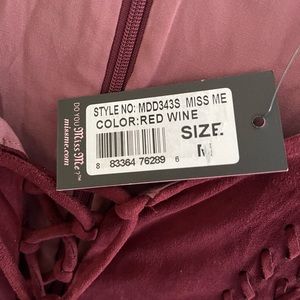 STYLE NO: MDD343S MISS ME
COLOR:RED WINE
SIZE.
M
8 83364 76289 6
DO YOU Miss Me?™
missme.com